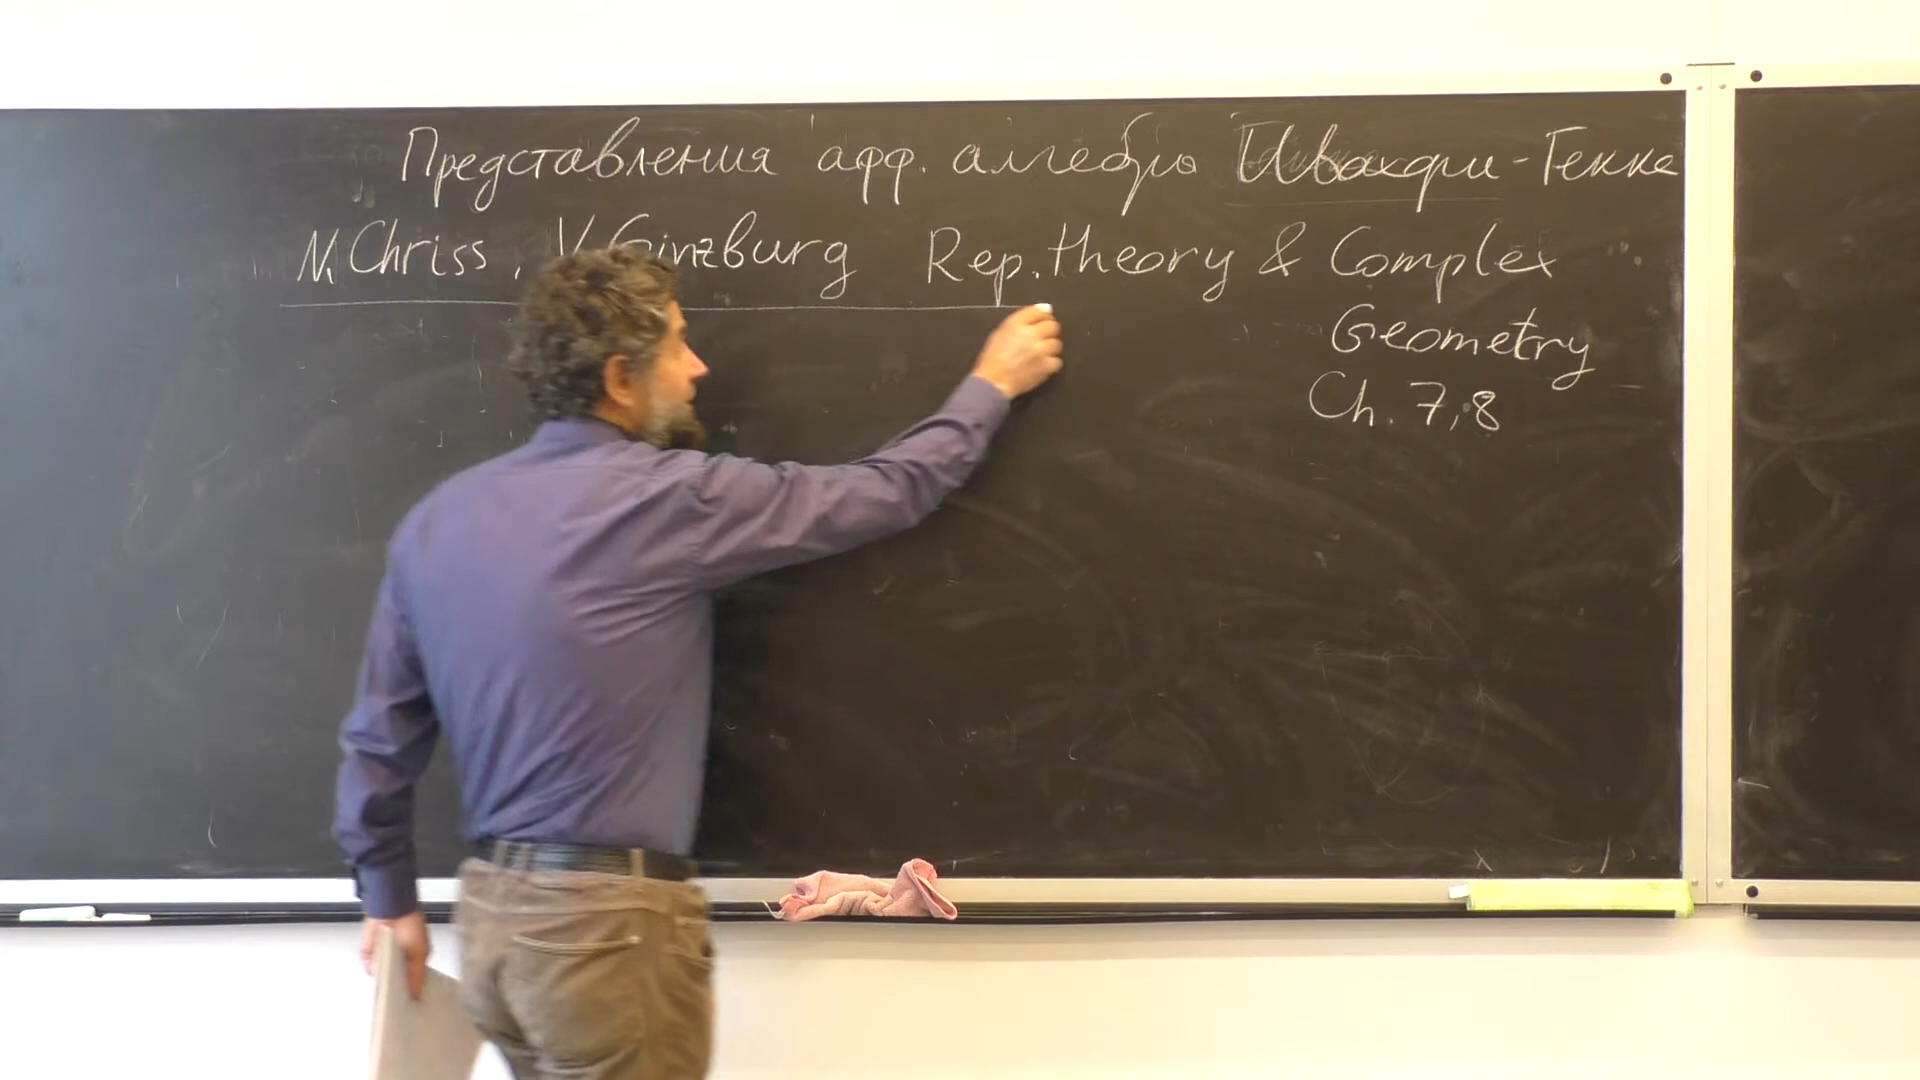 Представления афф. алгебры Ивахори-Гекке
N. Chriss, V. Ginzburg Rep. theory & Complex
Geometry
Ch. 7,8